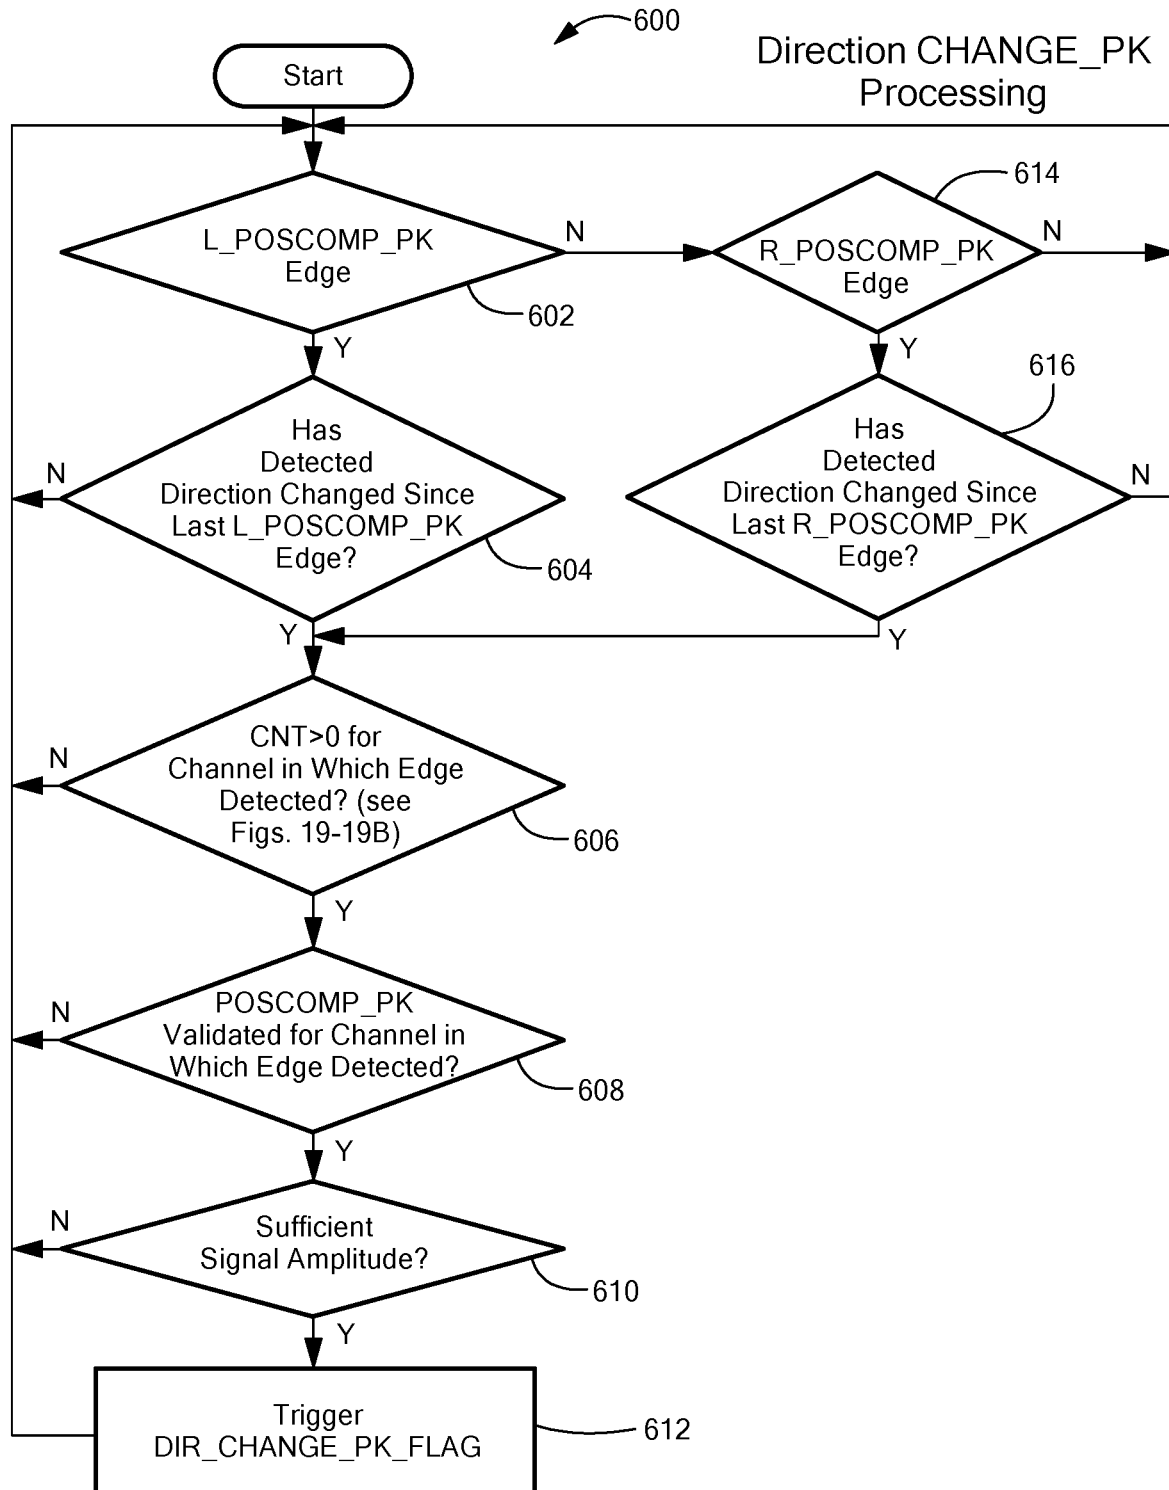 600
Direction CHANGE_PK
Processing
Start
L_POSCOMP_PK
Edge
N
602
Y
614
R_POSCOMP_PK
Edge
N
Y
616
Has
Detected
Direction Changed Since
Last L_POSCOMP_PK
Edge?
N
604
Y
Has
Detected
Direction Changed Since
Last R_POSCOMP_PK
Edge?
N
Y
CNT>0 for
Channel in Which Edge
Detected? (see
Figs. 19-19B)
N
606
Y
POSCOMP_PK
Validated for Channel in
Which Edge Detected?
N
608
Y
Sufficient
Signal Amplitude?
N
610
Y
Trigger
DIR_CHANGE_PK_FLAG
612